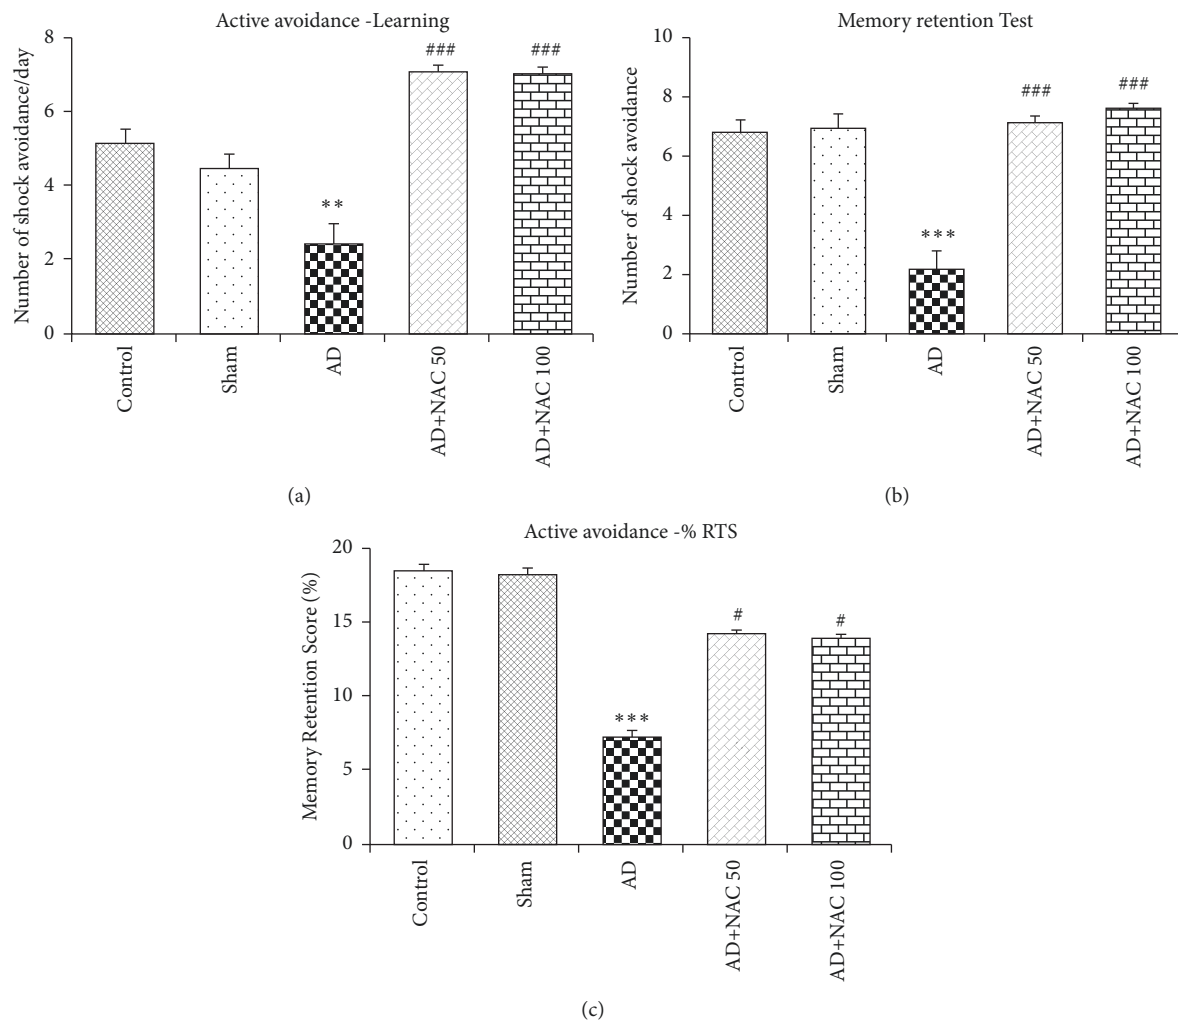 Active avoidance -Learning
Number of shock avoidance/day
8
6
4
2
0
**
###
###
Control
Sham
AD
AD+NAC 50
AD+NAC 100
(a)
Memory retention Test
Number of shock avoidance
10
8
6
4
2
0
***
###
###
Control
Sham
AD
AD+NAC 50
AD+NAC 100
(b)
Active avoidance -% RTS
Memory Retention Score (%)
20
15
10
5
0
***
#
#
Control
Sham
AD
AD+NAC 50
AD+NAC 100
(c)